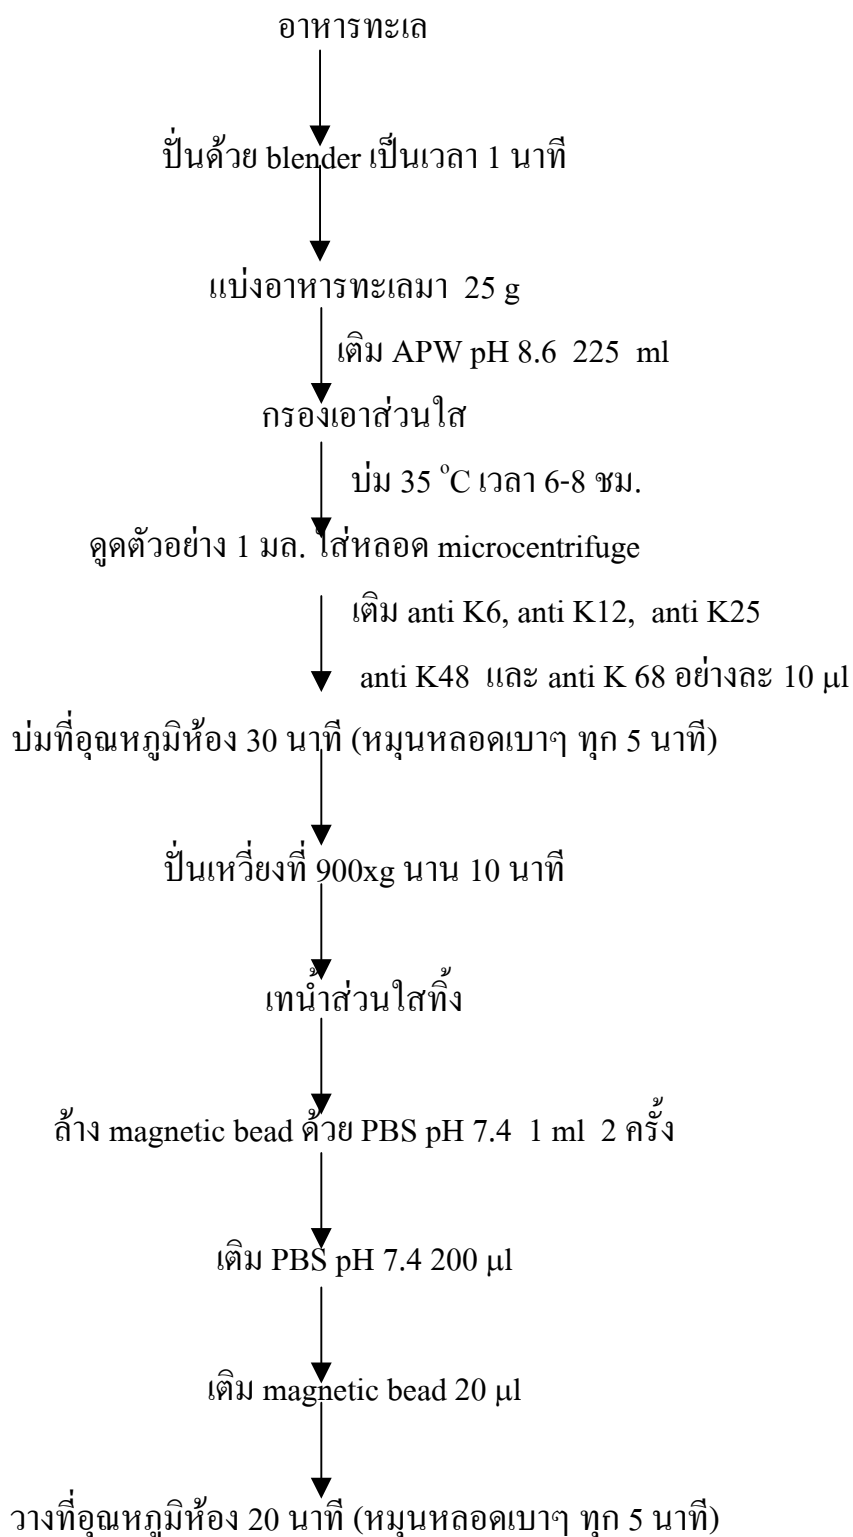 อาหารทะเล
ปั่นด้วย blender เป็นเวลา 1 นาที
แบ่งอาหารทะเลมา 25 g
เติม APW pH 8.6 225 ml
กรองเอาส่วนใส
บ่ม 35 °C เวลา 6-8 ชม.
ดูดตัวอย่าง 1 มล. ใส่หลอด microcentrifuge
เติม anti K6, anti K12, anti K25
anti K48 และ anti K 68 อย่างละ 10 µl
บ่มที่อุณหภูมิห้อง 30 นาที (หมุนหลอดเบาๆ ทุก 5 นาที)
ปั่นเหวี่ยงที่ 900xg นาน 10 นาที
เทน้ำส่วนใสทิ้ง
ล้าง magnetic bead ด้วย PBS pH 7.4 1 ml 2 ครั้ง
เติม PBS pH 7.4 200 µl
เติม magnetic bead 20 µl
วางที่อุณหภูมิห้อง 20 นาที (หมุนหลอดเบาๆ ทุก 5 นาที)